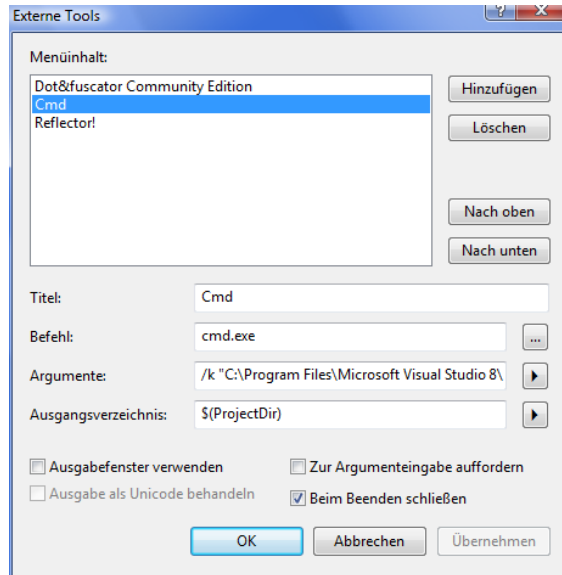 Externe Tools
Menüinhalt:
Dot&fuscator Community Edition
Cmd
Reflector!
Hinzufügen
Löschen
Nach oben
Nach unten
Titel: Cmd
Befehl: cmd.exe ...
Argumente: /k "C:\Program Files\Microsoft Visual Studio 8\
Ausgangsverzeichnis: $(ProjectDir)
Ausgabefenster verwenden Zur Argumenteingabe auffordern
Ausgabe als Unicode behandeln Beim Beenden schließen
OK Abbrechen Übernehmen